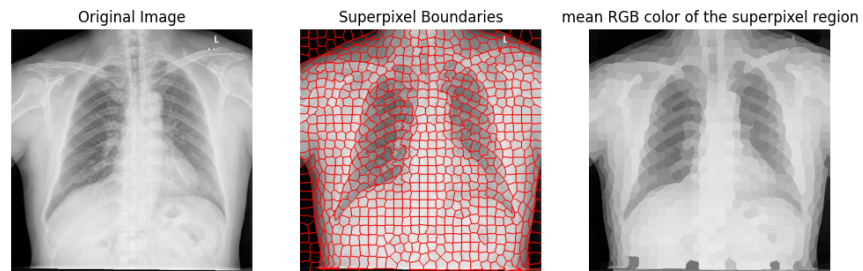 Original Image
Superpixel Boundaries
mean RGB color of the superpixel region
L
L